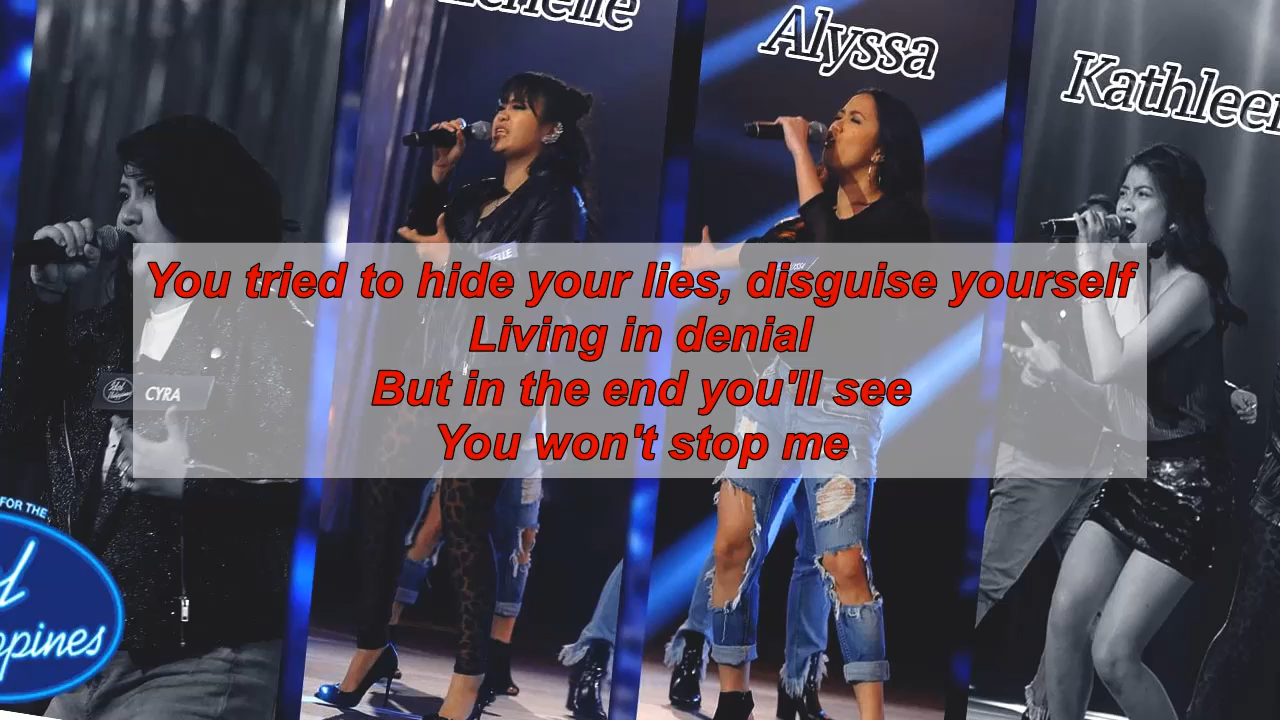 Alyssa
Kathleen
You tried to hide your lies, disguise yourself
Living in denial
But in the end you'll see
You won't stop me
CYRA
FOR THE